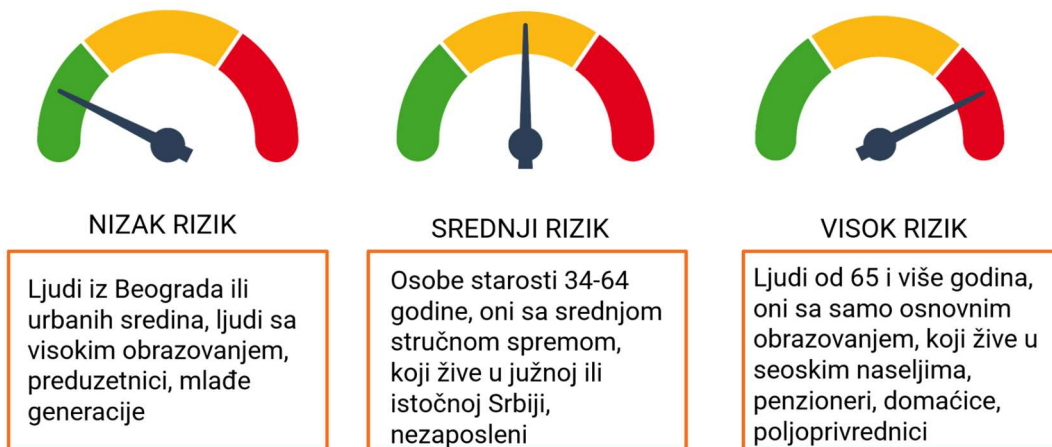 NIZAK RIZIK
Ljudi iz Beograda ili
urbanih sredina, ljudi sa
visokim obrazovanjem,
preduzetnici, mlađe
generacije
SREDNJI RIZIK
Osobe starosti 34-64
godine, oni sa srednjom
stručnom spremom,
koji žive u južnoj ili
istočnoj Srbiji,
nezaposleni
VISOK RIZIK
Ljudi od 65 i više godina,
oni sa samo osnovnim
obrazovanjem, koji žive u
seoskim naseljima,
penzioneri, domaćice,
poljoprivrednici